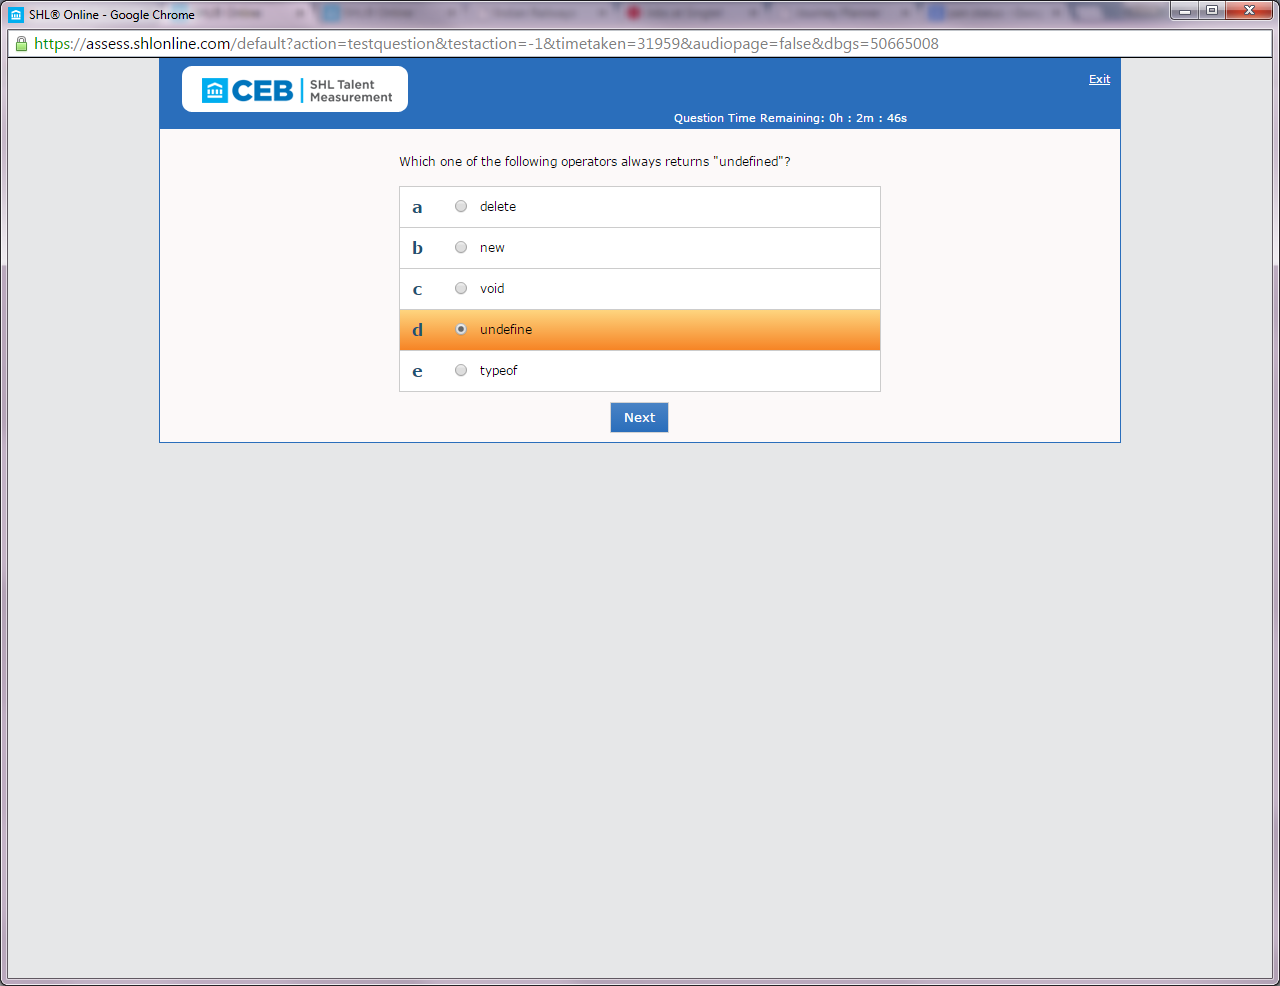 SHL® Online - Google Chrome
https://assess.shlonline.com/default?action=testquestion&testaction=-1&timetaken=31959&audiopage=false&dbgs=50665008
CEB SHL Talent
Measurement
Exit
Question Time Remaining: 0h : 2m : 46s
Which one of the following operators always returns "undefined"?
a delete
b new
c void
d undefine
e typeof
Next